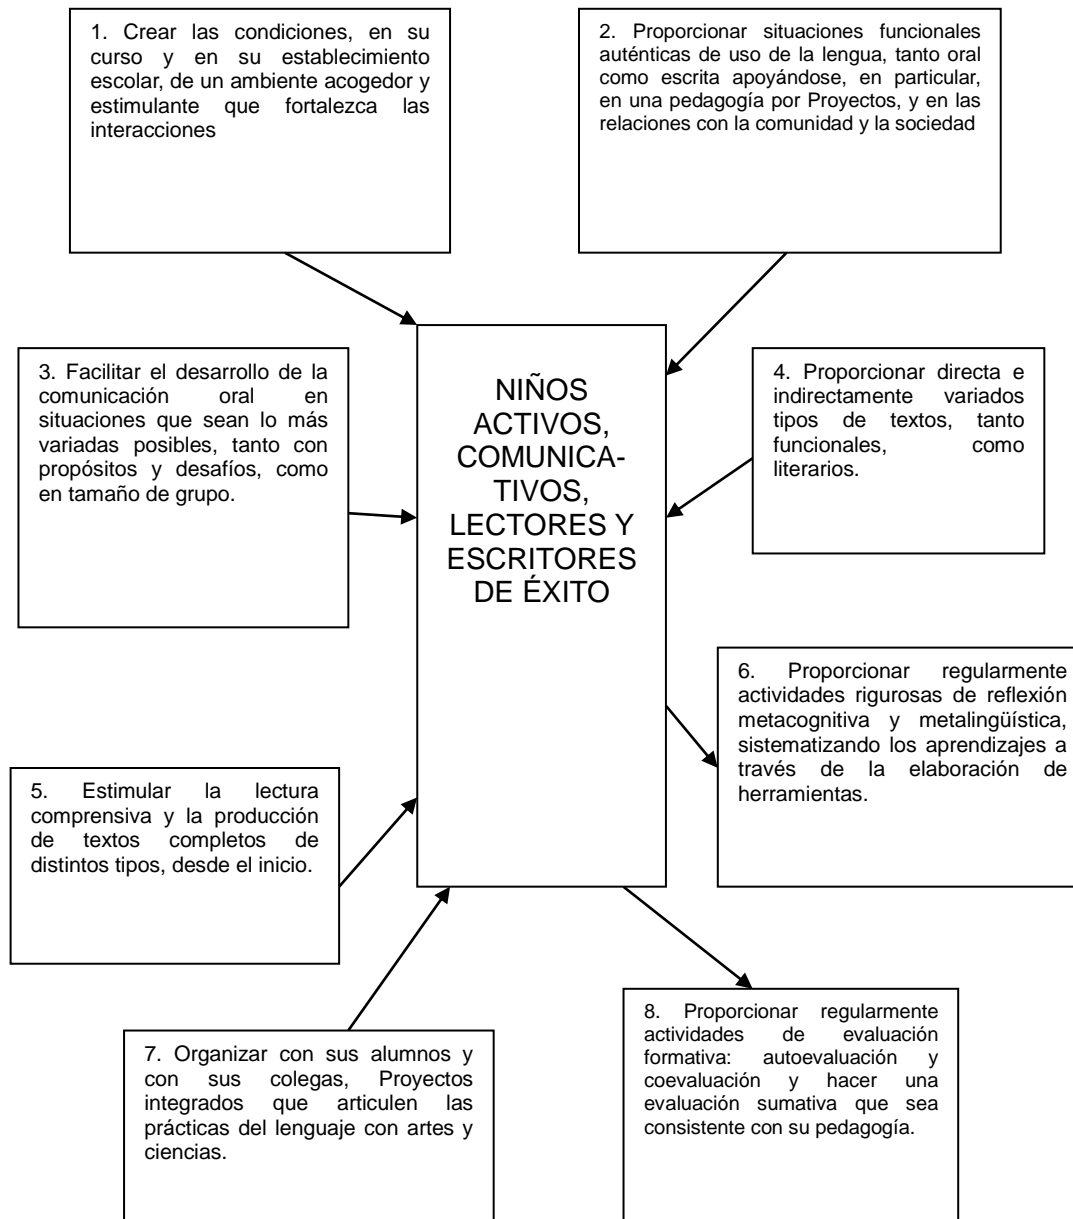 1. Crear las condiciones, en su
curso y en su establecimiento
escolar, de un ambiente acogedor y
estimulante que fortalezca las
interacciones
2. Proporcionar situaciones funcionales
auténticas de uso de la lengua, tanto oral
como escrita apoyándose, en particular,
en una pedagogía por Proyectos, y en las
relaciones con la comunidad y la sociedad
3. Facilitar el desarrollo de la
comunicación oral en
situaciones que sean lo más
variadas posibles, tanto con
propósitos y desafíos, como
en tamaño de grupo.
NIÑOS
ACTIVOS,
COMUNICA-
TIVOS,
LECTORES Y
ESCRITORES
DE ÉXITO
4. Proporcionar directa e
indirectamente variados
tipos de textos, tanto
funcionales, como
literarios.
5. Estimular la lectura
comprensiva y la producción
de textos completos de
distintos tipos, desde el inicio.
6. Proporcionar regularmente
actividades rigurosas de reflexión
metacognitiva y metalingüística,
sistematizando los aprendizajes a
través de la elaboración de
herramientas.
7. Organizar con sus alumnos y
con sus colegas, Proyectos
integrados que articulen las
prácticas del lenguaje con artes y
ciencias.
8. Proporcionar regularmente
actividades de evaluación
formativa: autoevaluación y
coevaluación y hacer una
evaluación sumativa que sea
consistente con su pedagogía.